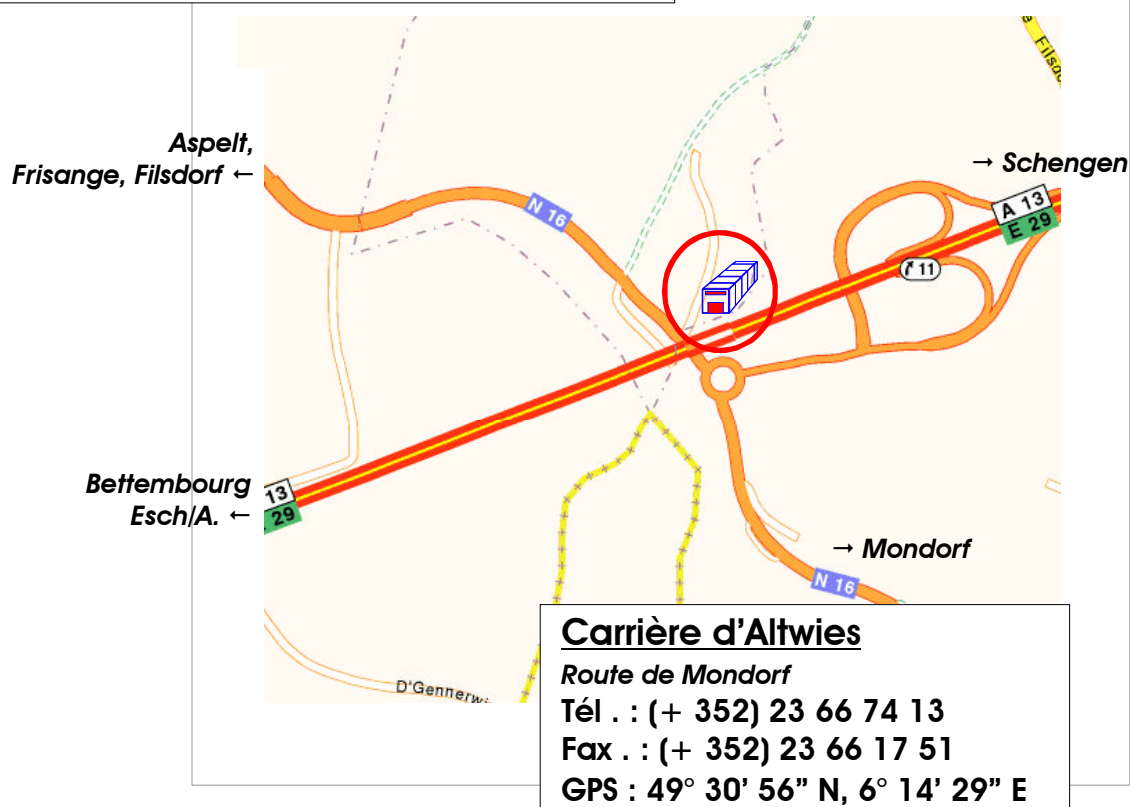 e Filsd
Aspelt,
Frisange, Filsdorf ←
→ Schengen
N 16
A 13
E 29
11
Bettembourg
Esch/A. ←
13
29
→ Mondorf
N 16
D'Gennerwi
Carrière d'Altwies
Route de Mondorf
Tél . : (+ 352) 23 66 74 13
Fax . : (+ 352) 23 66 17 51
GPS : 49° 30’ 56” N, 6° 14’ 29” E